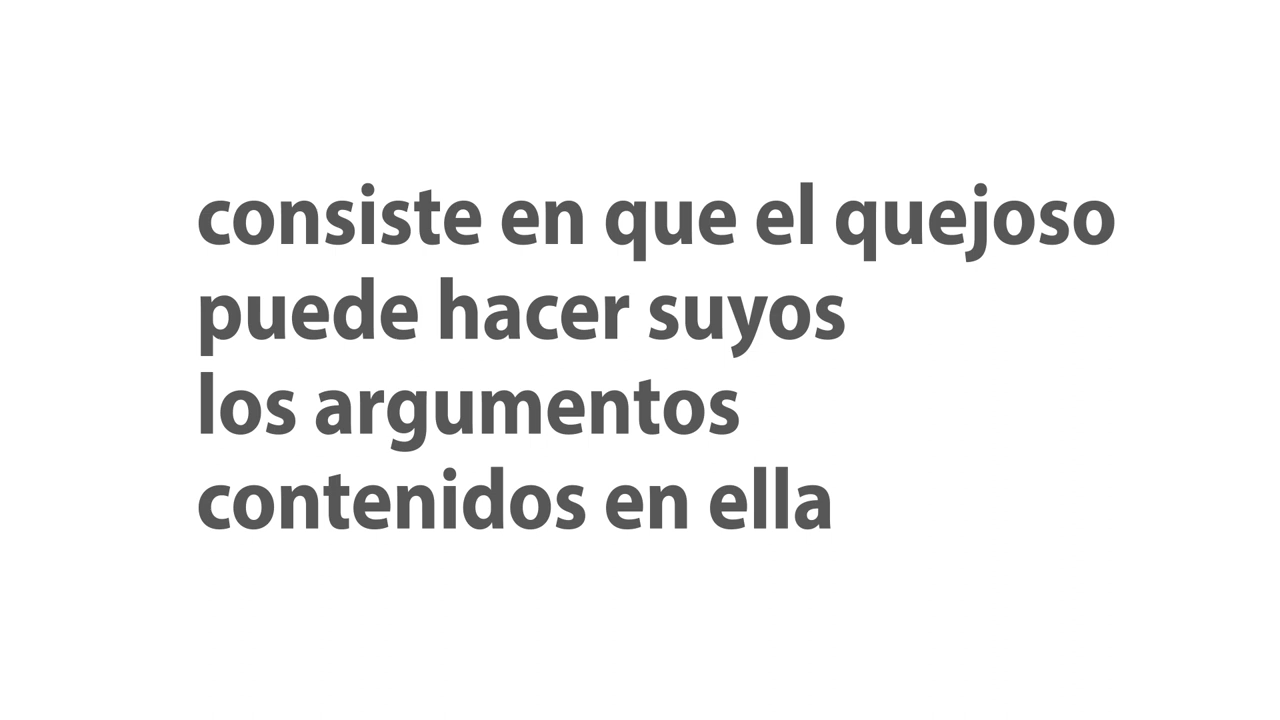 consiste en que el quejoso
puede hacer suyos
los argumentos
contenidos en ella